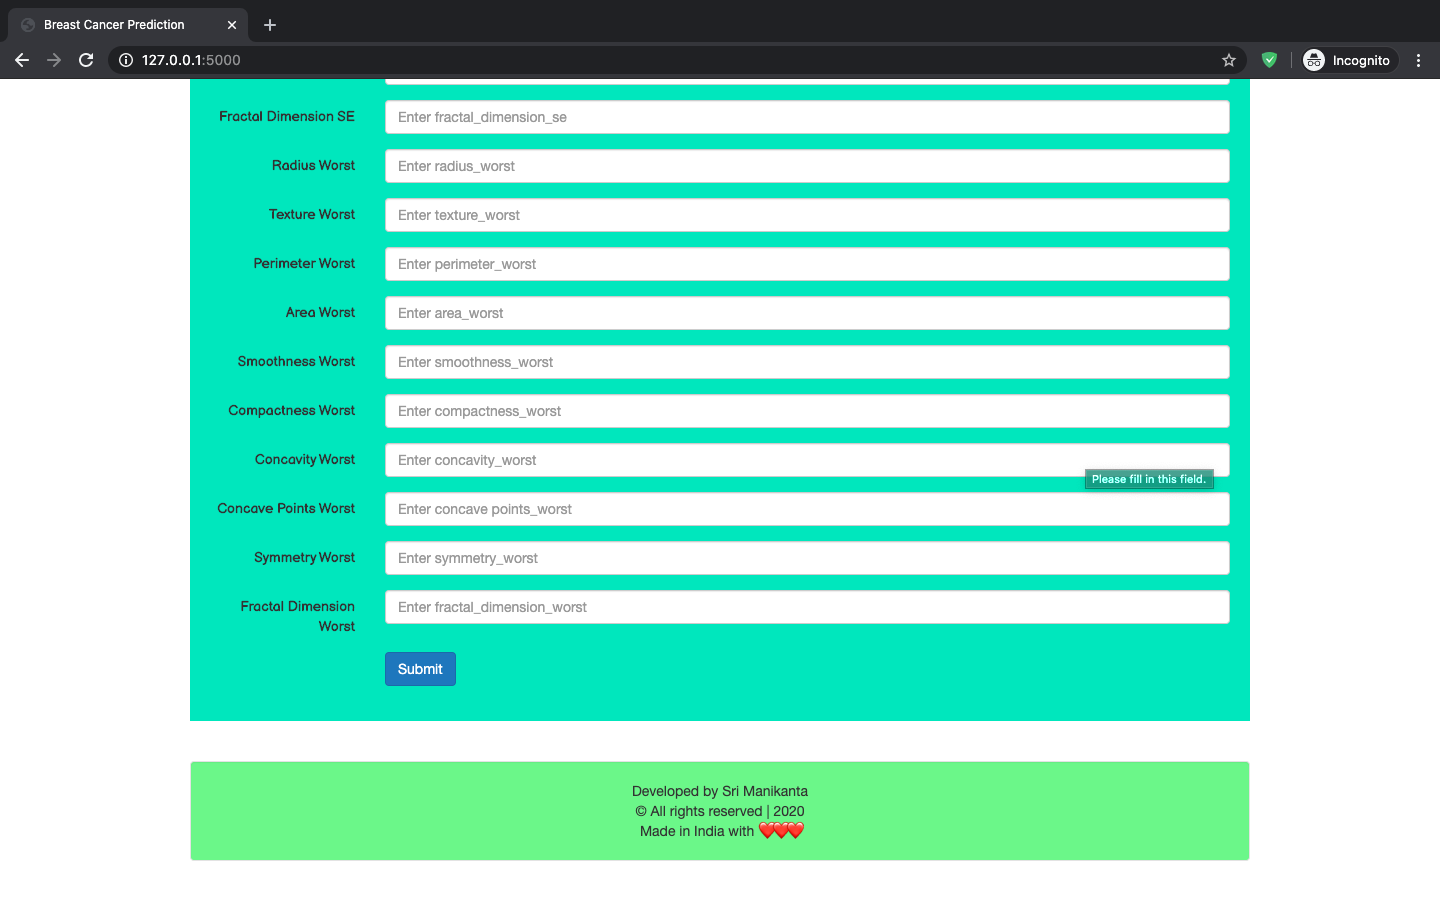 Breast Cancer Prediction
127.0.0.1:5000
Incognito
Fractal Dimension SE
Enter fractal_dimension_se
Radius Worst
Enter radius_worst
Texture Worst
Enter texture_worst
Perimeter Worst
Enter perimeter_worst
Area Worst
Enter area_worst
Smoothness Worst
Enter smoothness_worst
Compactness Worst
Enter compactness_worst
Concavity Worst
Enter concavity_worst
Please fill in this field.
Concave Points Worst
Enter concave points_worst
Symmetry Worst
Enter symmetry_worst
Fractal Dimension
Worst
Enter fractal_dimension_worst
Submit
Developed by Sri Manikanta
© All rights reserved | 2020
Made in India with ❤️❤️❤️